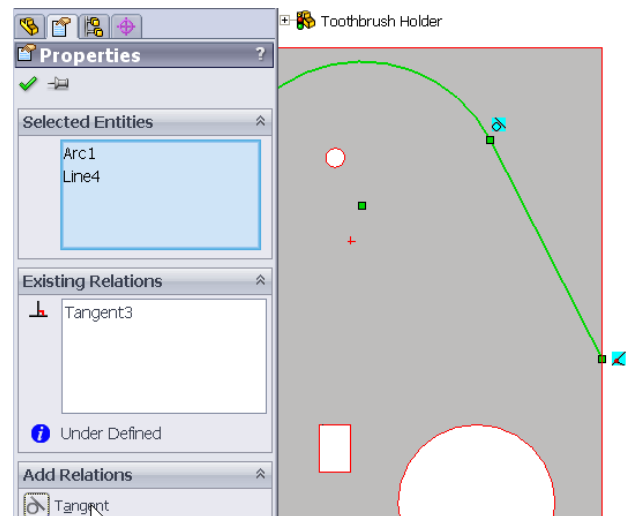 Toothbrush Holder
Properties ?
Selected Entities
Arc1
Line4
Existing Relations
Tangent3
Under Defined
Add Relations
Tangent